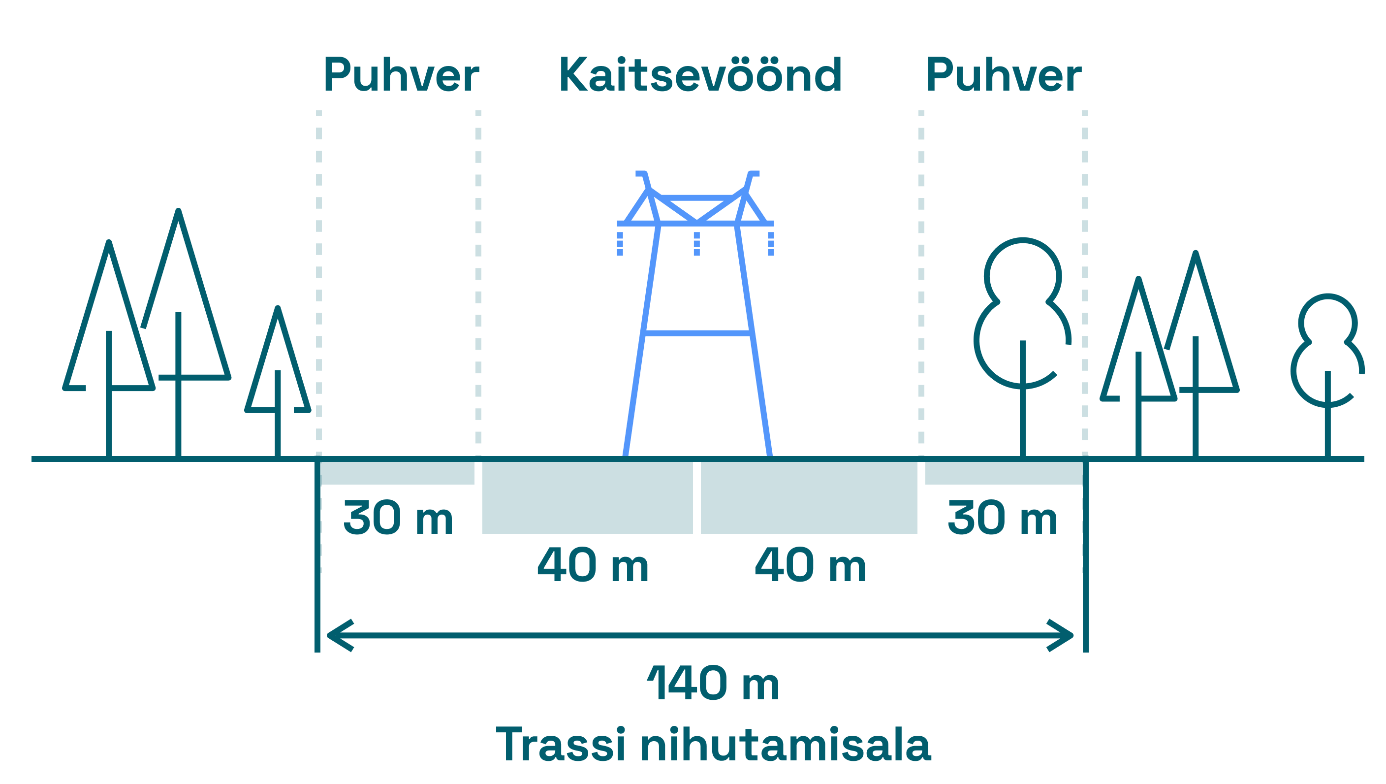 Puhver Kaitsevöönd Puhver
30 m 30 m
40 m 40 m
140 m
Trassi nihutamisala